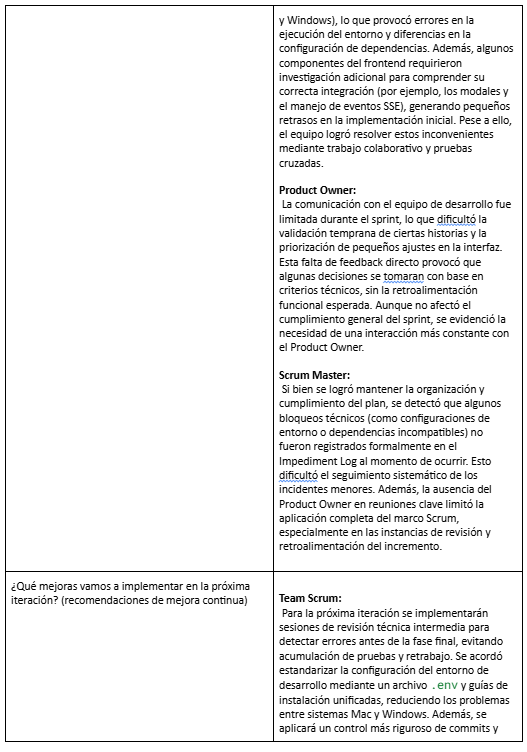 y Windows), lo que provocó errores en la
ejecución del entorno y diferencias en la
configuración de dependencias. Además, algunos
componentes del frontend requirieron
investigación adicional para comprender su
correcta integración (por ejemplo, los modales y
el manejo de eventos SSE), generando pequeños
retrasos en la implementación inicial. Pese a ello,
el equipo logró resolver estos inconvenientes
mediante trabajo colaborativo y pruebas
cruzadas.
Product Owner:
La comunicación con el equipo de desarrollo fue
limitada durante el sprint, lo que dificultó la
validación temprana de ciertas historias y la
priorización de pequeños ajustes en la interfaz.
Esta falta de feedback directo provocó que
algunas decisiones se tomaran con base en
criterios técnicos, sin la retroalimentación
funcional esperada. Aunque no afectó el
cumplimiento general del sprint, se evidenció la
necesidad de una interacción más constante con
el Product Owner.
Scrum Master:
Si bien se logró mantener la organización y
cumplimiento del plan, se detectó que algunos
bloqueos técnicos (como configuraciones de
entorno o dependencias incompatibles) no
fueron registrados formalmente en el
Impediment Log al momento de ocurrir. Esto
dificultó el seguimiento sistemático de los
incidentes menores. Además, la ausencia del
Product Owner en reuniones clave limitó la
aplicación completa del marco Scrum,
especialmente en las instancias de revisión y
retroalimentación del incremento.
¿Qué mejoras vamos a implementar en la próxima
iteración? (recomendaciones de mejora continua)
Team Scrum:
Para la próxima iteración se implementarán
sesiones de revisión técnica intermedia para
detectar errores antes de la fase final, evitando
acumulación de pruebas y retrabajo. Se acordó
estandarizar la configuración del entorno de
desarrollo mediante un archivo .env y guías de
instalación unificadas, reduciendo los problemas
entre sistemas Mac y Windows. Además, se
aplicará un control más riguroso de commits y